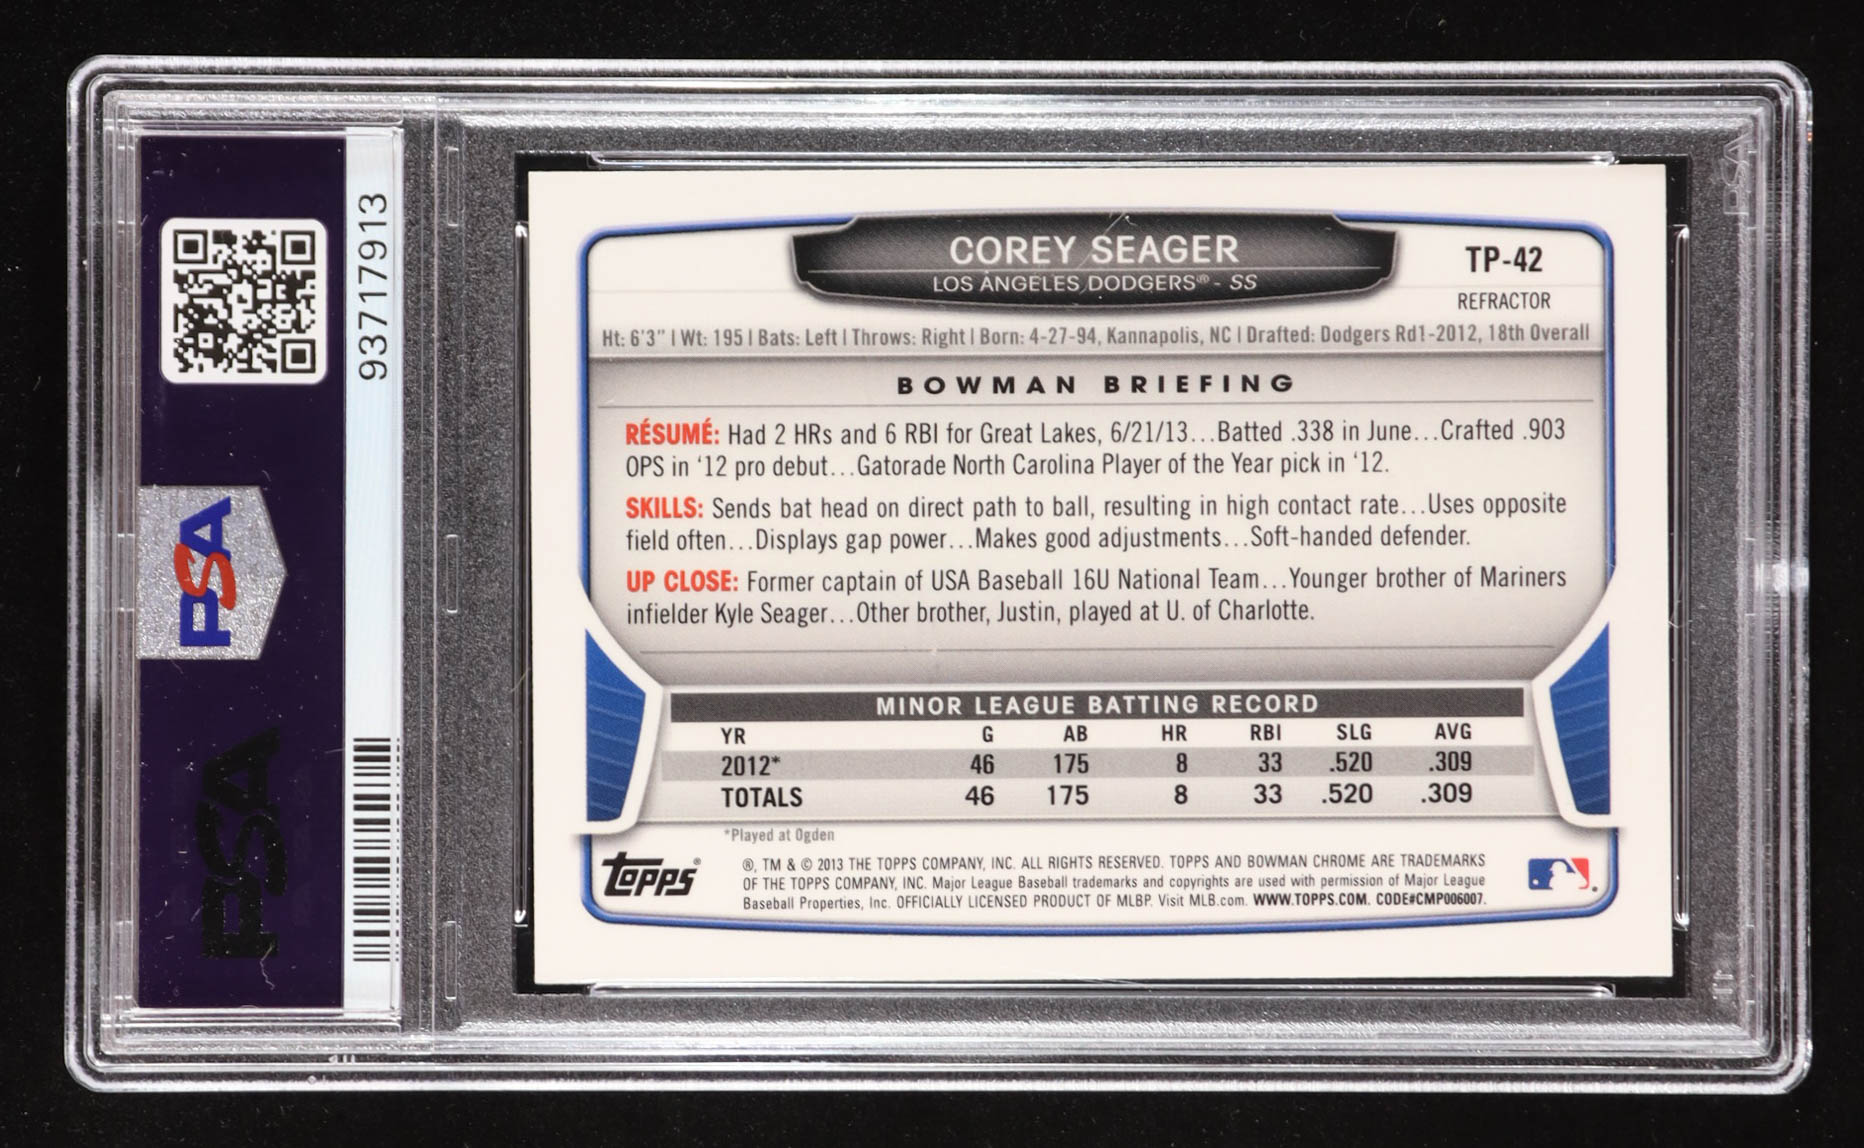 93717913
PSA
PSA
COREY SEAGER
LOS ANGELES DODGERS® - SS
TP-42
REFRACTOR
Ht: 6'3" | Wt: 195 | Bats: Left | Throws: Right | Born: 4-27-94, Kannapolis, NC | Drafted: Dodgers Rd1-2012, 18th Overall
BOWMAN BRIEFING
RÉSUMÉ: Had 2 HRs and 6 RBI for Great Lakes, 6/21/13...Batted .338 in June...Crafted .903
OPS in '12 pro debut...Gatorade North Carolina Player of the Year pick in '12.
SKILLS: Sends bat head on direct path to ball, resulting in high contact rate...Uses opposite
field often...Displays gap power...Makes good adjustments...Soft-handed defender.
UP CLOSE: Former captain of USA Baseball 16U National Team...Younger brother of Mariners
infielder Kyle Seager...Other brother, Justin, played at U. of Charlotte.
MINOR LEAGUE BATTING RECORD
YR G AB HR RBI SLG AVG
2012* 46 175 8 33 .520 .309
TOTALS 46 175 8 33 .520 .309
*Played at Ogden
Topps®
®, TM & © 2013 THE TOPPS COMPANY, INC. ALL RIGHTS RESERVED. TOPPS AND BOWMAN CHROME ARE TRADEMARKS
OF THE TOPPS COMPANY, INC. Major League Baseball trademarks and copyrights are used with permission of Major League
Baseball Properties, Inc. OFFICIALLY LICENSED PRODUCT OF MLBP. Visit MLB.com. WWW.TOPPS.COM. CODE#CMP006007.
PSA